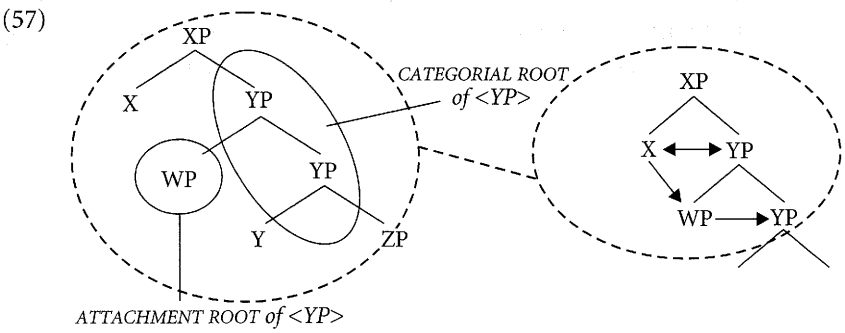 (57)
XP
X
YP
WP
YP
Y
ZP
CATEGORIAL ROOT
of <YP>
ATTACHMENT ROOT of <YP>
XP
X
YP
WP
YP